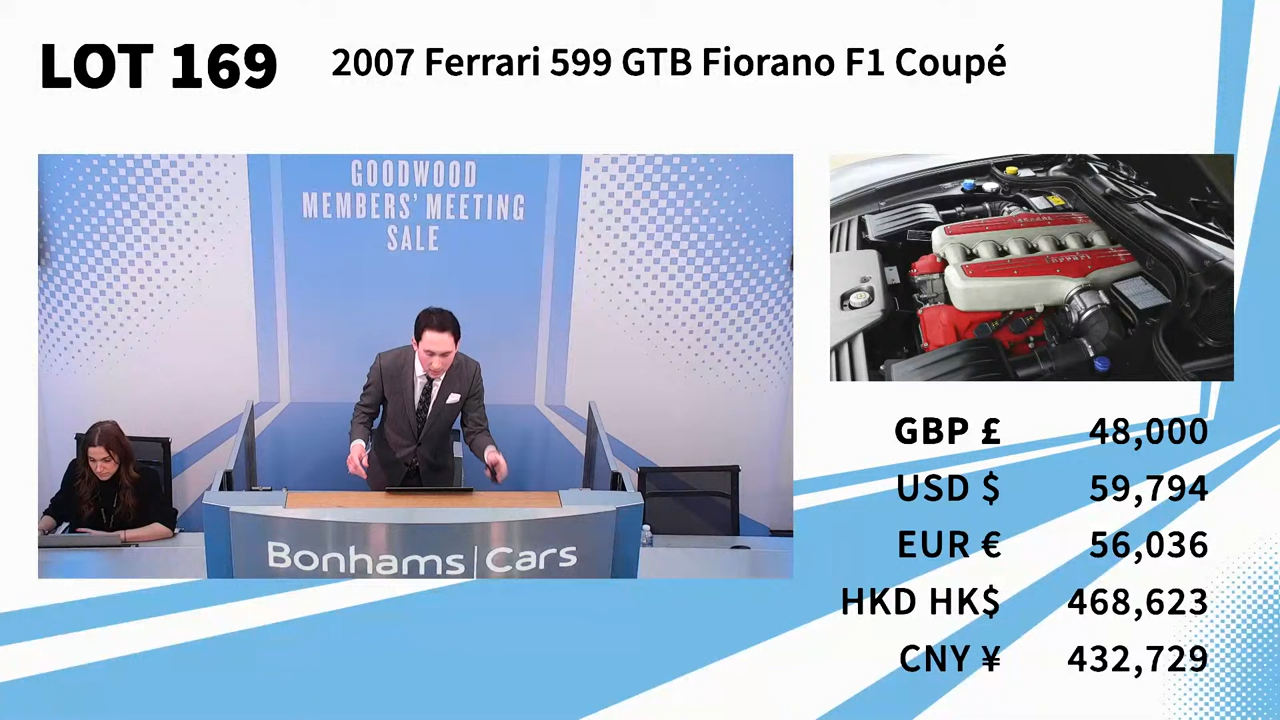 LOT 169
2007 Ferrari 599 GTB Fiorano F1 Coupé
GOODWOOD
MEMBERS' MEETING
SALE
Bonhams | Cars
Ferrari
GBP £ 48,000
USD $ 59,794
EUR € 56,036
HKD HK$ 468,623
CNY ¥ 432,729